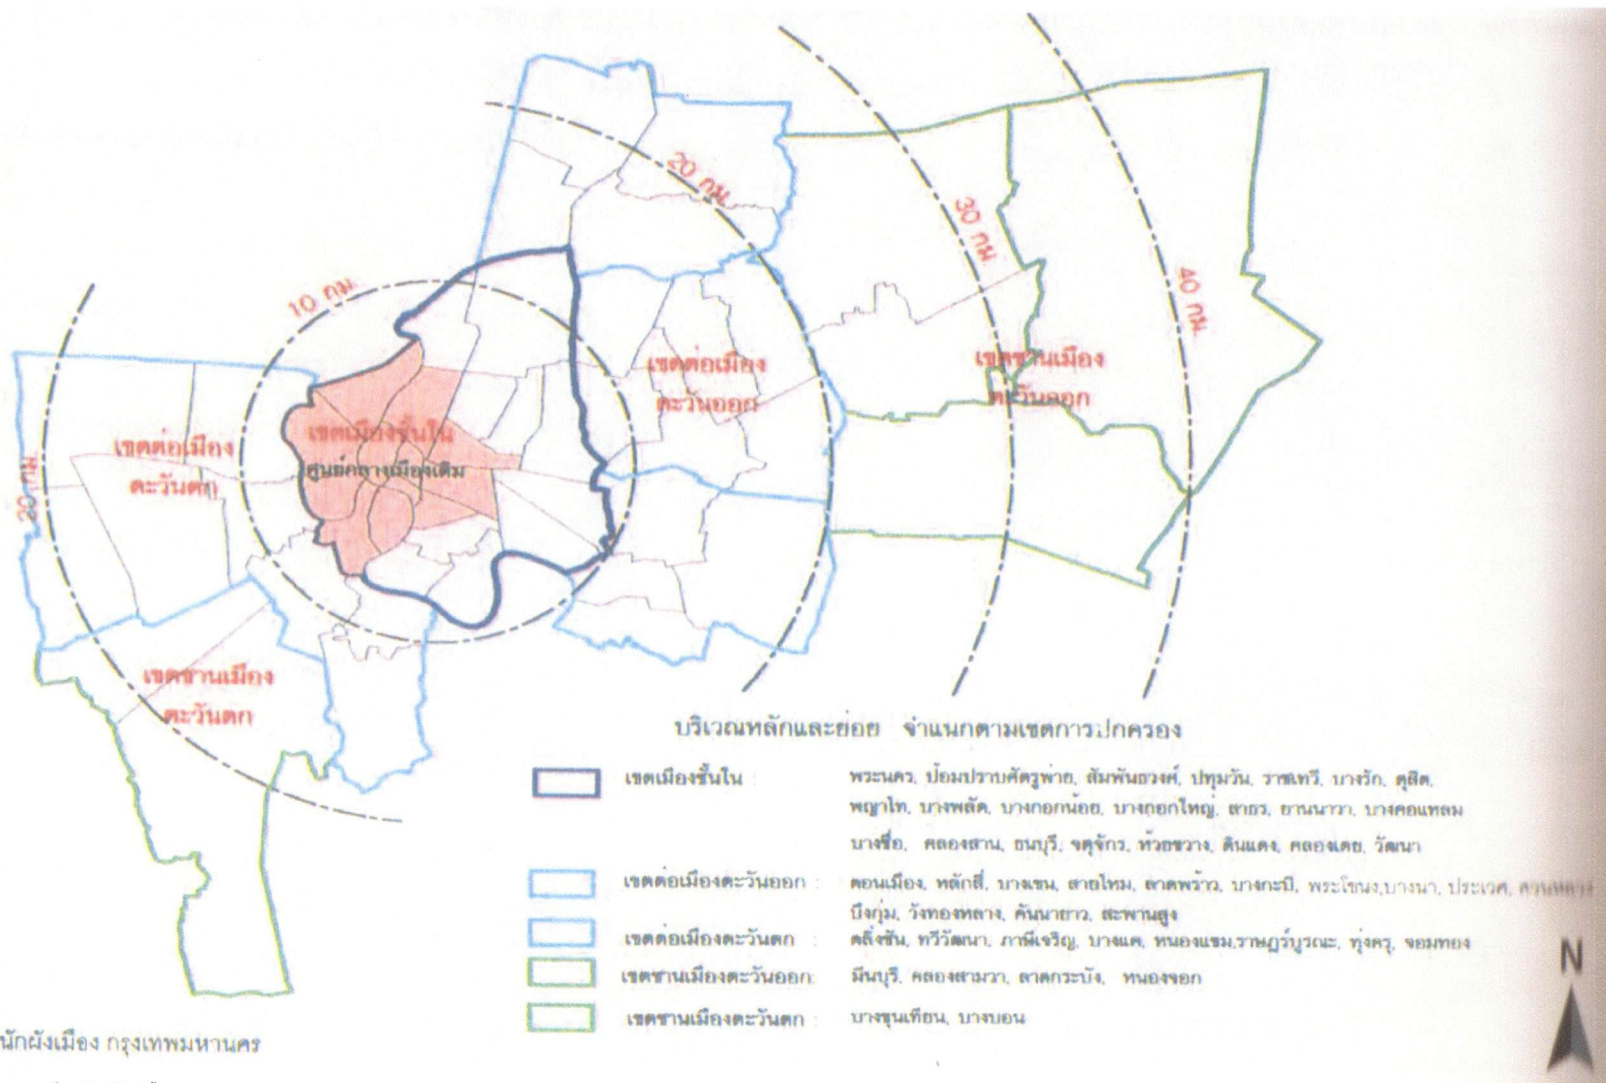 20 กม.
30 กม.
10 กม.
40 กม.
เขตต่อเมือง
ตะวันออก
เขตชานเมือง
ตะวันออก
เขตเมืองชั้นใน
ศูนย์กลางเมืองเดิม
เขตต่อเมือง
ตะวันตก
20 กม.
เขตชานเมือง
ตะวันตก
บริเวณหลักและย่อย จำแนกตามเขตการปกครอง
เขตเมืองชั้นใน : พระนคร, ป้อมปราบศัตรูพ่าย, สัมพันธวงศ์, ปทุมวัน, ราชเทวี, บางรัก, ดุสิต,
พญาไท, บางพลัด, บางกอกน้อย, บางกอกใหญ่, สาธร, ยานนาวา, บางคอแหลม
บางซื่อ, คลองสาน, ธนบุรี, จตุจักร, ห้วยขวาง, ดินแดง, คลองเตย, วัฒนา
เขตต่อเมืองตะวันออก : ดอนเมือง, หลักสี่, บางเขน, สายไหม, ลาดพร้าว, บางกะปิ, พระโขนง,บางนา, ประเวศ, สวนหลวง
บึงกุ่ม, วังทองหลาง, คันนายาว, สะพานสูง
เขตต่อเมืองตะวันตก : ตลิ่งชัน, ทวีวัฒนา, ภาษีเจริญ, บางแค, หนองแขม,ราษฎร์บูรณะ, ทุ่งครุ, จอมทอง
เขตชานเมืองตะวันออก: มีนบุรี, คลองสามวา, ลาดกระบัง, หนองจอก
เขตชานเมืองตะวันตก : บางขุนเทียน, บางบอน
N
นักผังเมือง กรุงเทพมหานคร